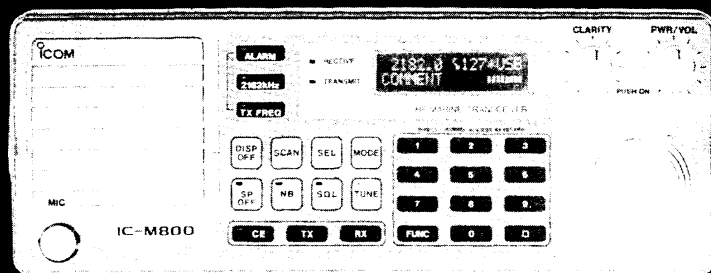 ICOM
ALARM
2182kHz
TX FREQ
RECEIVE
TRANSMIT
2182.0 127 USB
COMMENT
HF MARINE TRANSCEIVER
CLARITY
PWR/VOL
PUSH ON
DISP OFF
SCAN
SEL
MODE
SP OFF
NB
SQL
TUNE
CE
TX
RX
1
2
3
4
5
6
7
8
9
FUNC
0
MIC
IC-M800